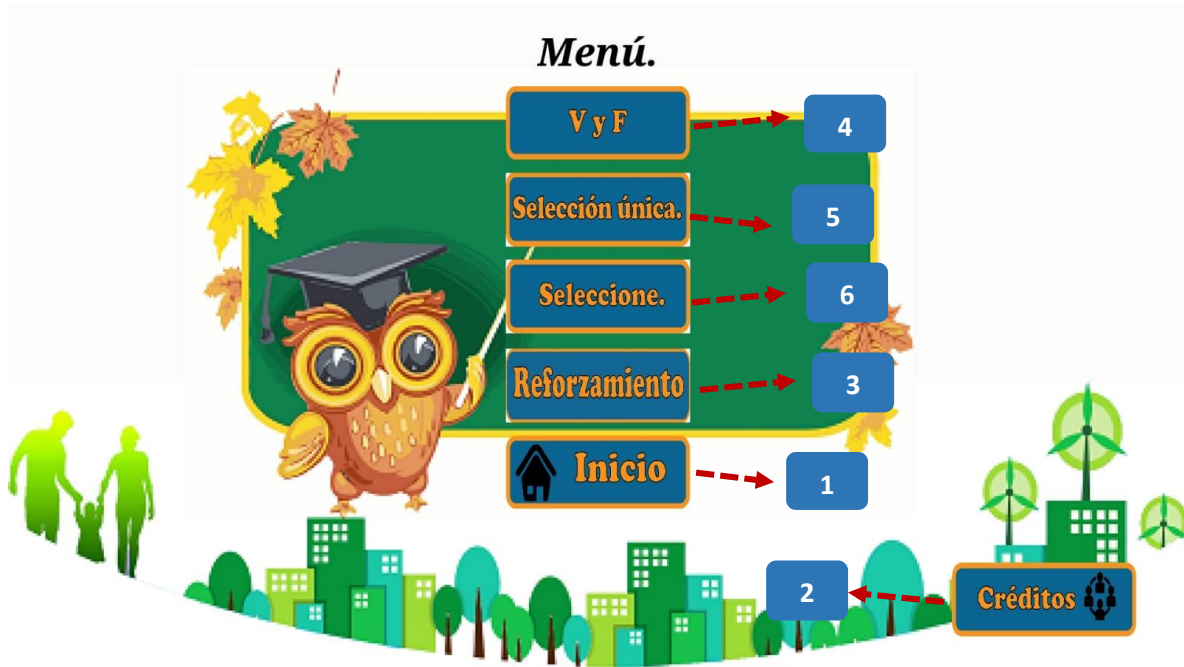 Menú.
V y F
4
Selección única.
5
Seleccione.
6
Reforzamiento
3
Inicio
1
2
Créditos